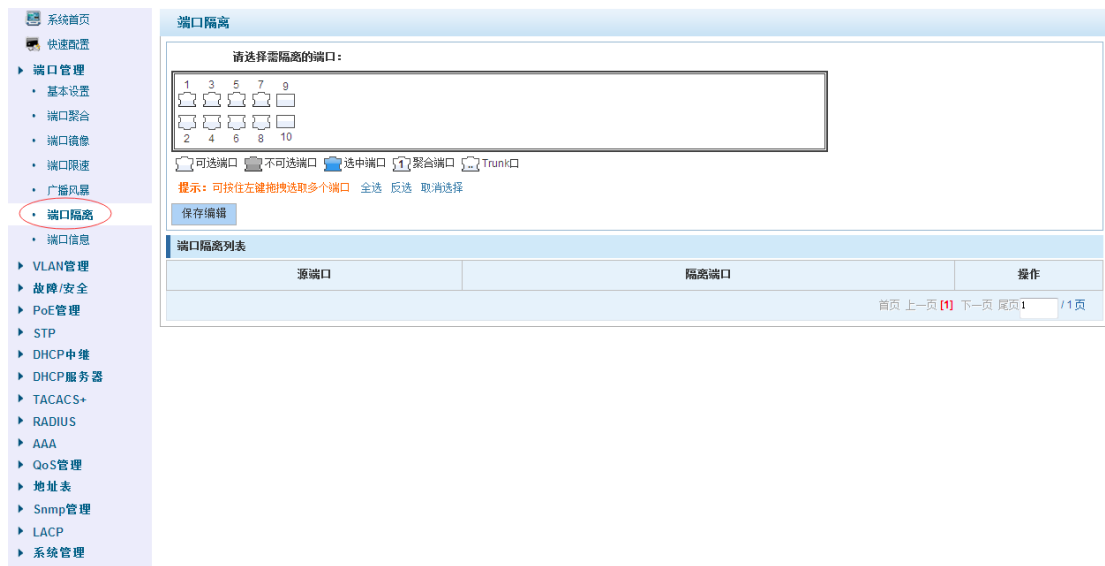 系统首页
快速配置
端口管理
基本设置
端口聚合
端口镜像
端口限速
广播风暴
端口隔离
端口信息
VLAN管理
故障/安全
PoE管理
STP
DHCP中继
DHCP服务器
TACACS+
RADIUS
AAA
QoS管理
地址表
Snmp管理
LACP
系统管理
端口隔离
请选择需隔离的端口：
1 3 5 7 9
2 4 6 8 10
可选端口 不可选端口 选中端口 1 聚合端口 ... Trunk口
提示：可按住左键拖拽选取多个端口 全选 反选 取消选择
保存编辑
端口隔离列表
源端口 隔离端口 操作
首页 上一页 [1] 下一页 尾页 1 / 1 页